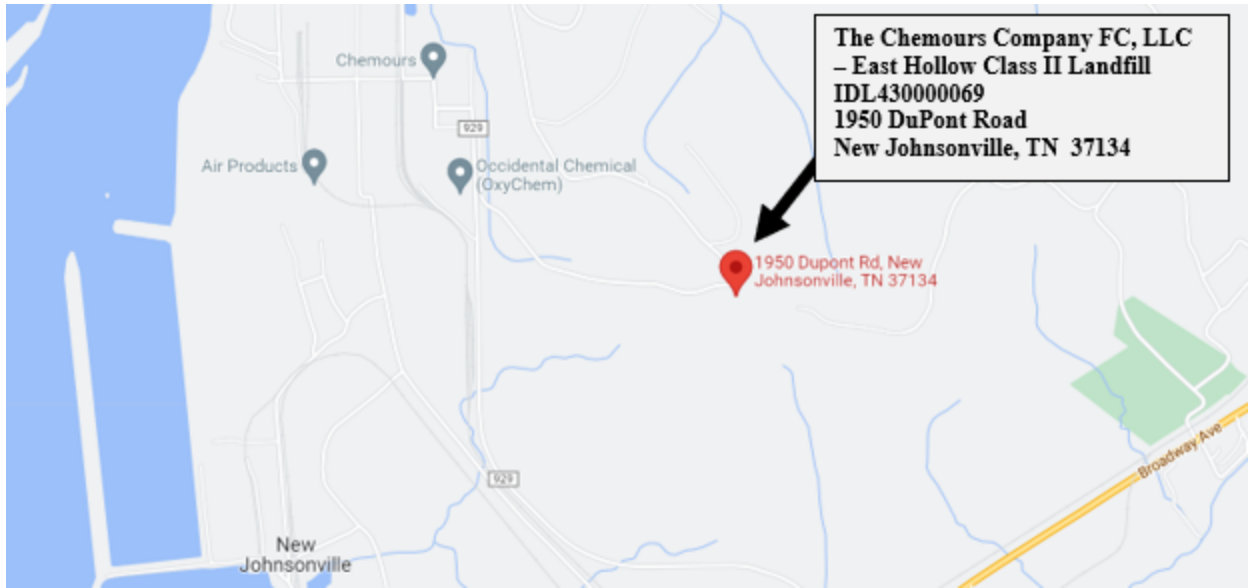 The Chemours Company FC, LLC
– East Hollow Class II Landfill
IDL430000069
1950 DuPont Road
New Johnsonville, TN 37134
Chemours
929
Air Products
Occidental Chemical
(OxyChem)
1950 Dupont Rd, New
Johnsonville, TN 37134
Broadway Ave
929
New
Johnsonville